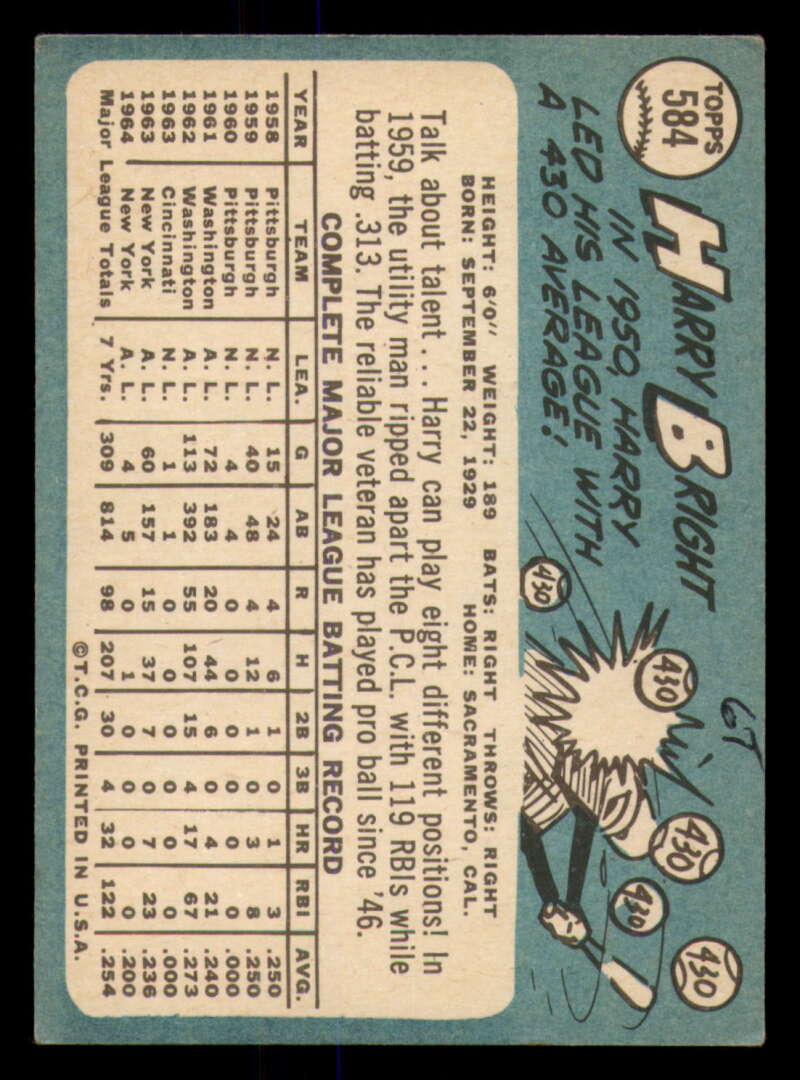 TOPPS
584
HARRY BRIGHT
IN 1950, HARRY
LED HIS LEAGUE WITH
A 430 AVERAGE!
430
430
430
430
430
HEIGHT: 6'0" WEIGHT: 189 BATS: RIGHT THROWS: RIGHT
BORN: SEPTEMBER 22, 1929 HOME: SACRAMENTO, CAL.
Talk about talent... Harry can play eight different positions! In
1959, the utility man ripped apart the P.C.L. with 119 RBIs while
batting .313. The reliable veteran has played pro ball since '46.
COMPLETE MAJOR LEAGUE BATTING RECORD
YEAR TEAM LEA. G AB R H 2B 3B HR RBI AVG.
1958 Pittsburgh N. L. 15 24 4 6 1 0 1 3 .250
1959 Pittsburgh N. L. 40 48 4 12 1 0 3 8 .250
1960 Pittsburgh N. L. 4 4 0 0 0 0 0 0 .000
1961 Washington A. L. 72 183 20 44 6 0 4 21 .240
1962 Washington A. L. 113 392 55 107 15 4 17 67 .273
1963 Cincinnati N. L. 1 1 0 0 0 0 0 0 .000
1963 New York A. L. 60 157 15 37 7 0 7 23 .236
1964 New York A. L. 4 5 0 1 0 0 0 0 .200
Major League Totals 7 Yrs. 309 814 98 207 30 4 32 122 .254
©T.C.G. PRINTED IN U.S.A.